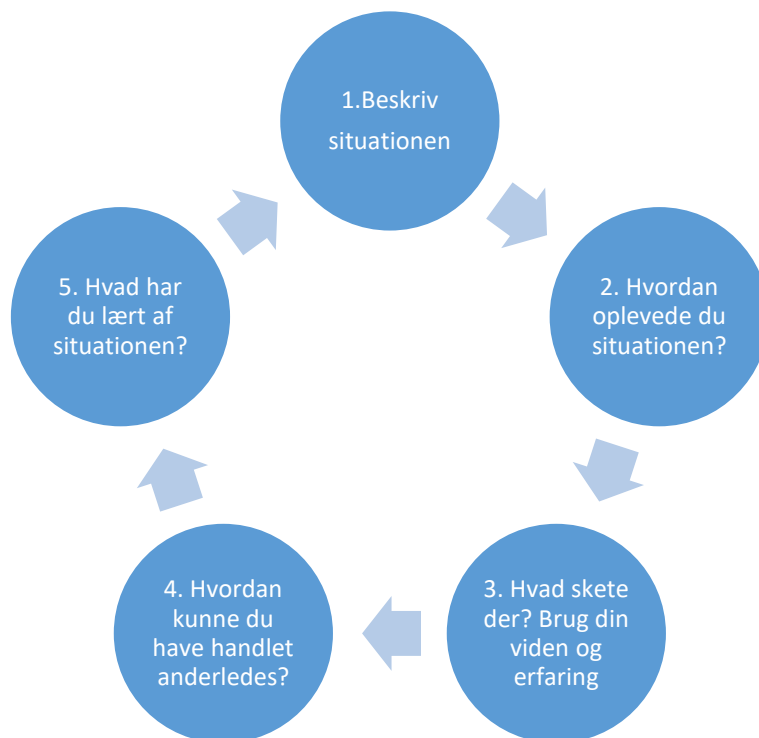 1.Beskriv
situationen
2. Hvordan
oplevede du
situationen?
3. Hvad skete
der? Brug din
viden og
erfaring
4. Hvordan
kunne du
have handlet
anderledes?
5. Hvad har
du lært af
situationen?